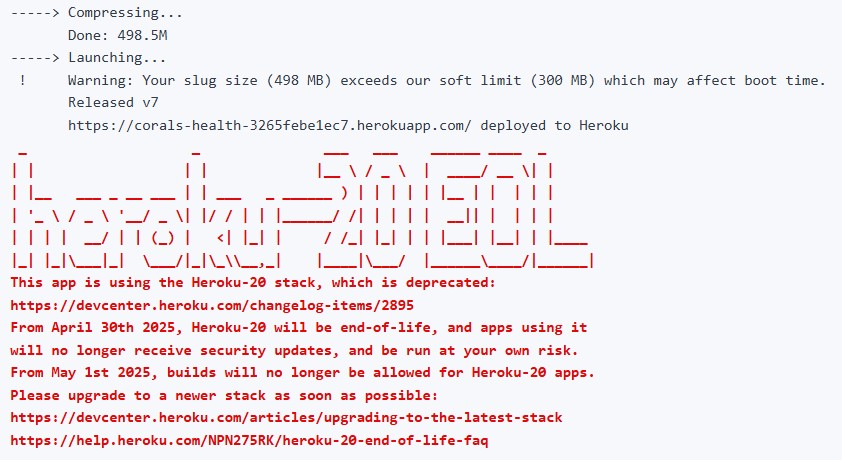 -----> Compressing...
Done: 498.5M
-----> Launching...
! Warning: Your slug size (498 MB) exceeds our soft limit (300 MB) which may affect boot time.
Released v7
https://corals-health-3265febe1ec7.herokuapp.com/ deployed to Heroku
heroku-20 EOL
This app is using the Heroku-20 stack, which is deprecated:
https://devcenter.heroku.com/changelog-items/2895
From April 30th 2025, Heroku-20 will be end-of-life, and apps using it
will no longer receive security updates, and be run at your own risk.
From May 1st 2025, builds will no longer be allowed for Heroku-20 apps.
Please upgrade to a newer stack as soon as possible:
https://devcenter.heroku.com/articles/upgrading-to-the-latest-stack
https://help.heroku.com/NPN275RK/heroku-20-end-of-life-faq